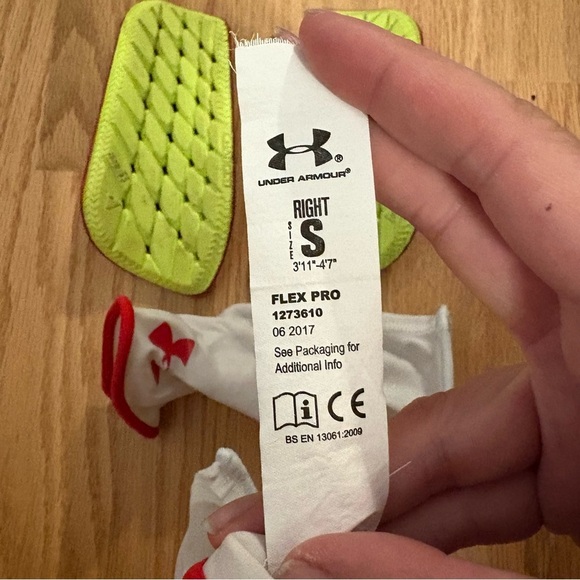 ®
UNDER ARMOUR®
RIGHT
SIZE S
3'11"-4'7"
FLEX PRO
1273610
06 2017
See Packaging for
Additional Info
i CE
BS EN 13061:2009